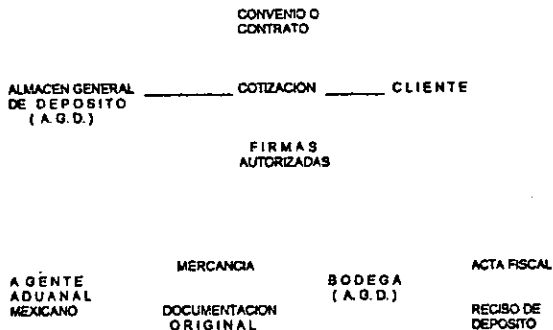 CONVENIO O
CONTRATO
ALMACEN GENERAL
DE DEPOSITO
( A. G. D. )
COTIZACION
CLIENTE
FIRMAS
AUTORIZADAS
AGENTE
ADUANAL
MEXICANO
MERCANCIA
DOCUMENTACION
ORIGINAL
BODEGA
( A. G. D. )
ACTA FISCAL
RECISO DE
DEPOSITO